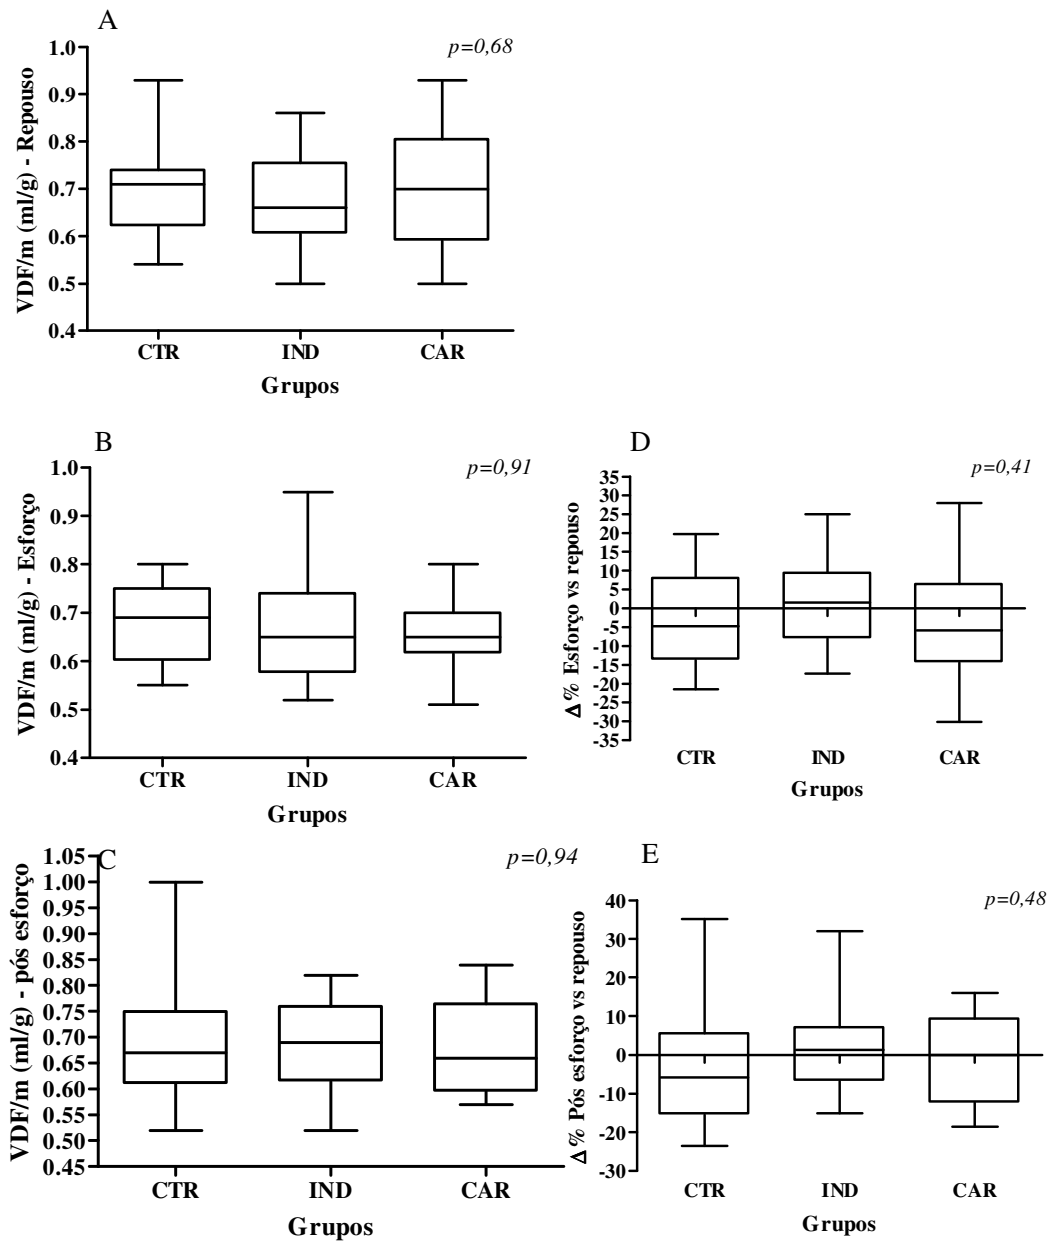 A
p=0,68
VDF/m (ml/g) - Repouso
1.0
0.9
0.8
0.7
0.6
0.5
0.4
CTR IND CAR
Grupos
B
p=0,91
VDF/m (ml/g) - Esforço
1.0
0.9
0.8
0.7
0.6
0.5
0.4
CTR IND CAR
Grupos
D
p=0,41
Δ% Esforço vs repouso
35
30
25
20
15
10
5
0
-5
-10
-15
-20
-25
-30
-35
CTR IND CAR
Grupos
C
p=0,94
VDF/m (ml/g) - pós esforço
1.05
1.00
0.95
0.90
0.85
0.80
0.75
0.70
0.65
0.60
0.55
0.50
0.45
CTR IND CAR
Grupos
E
p=0,48
Δ% Pós esforço vs repouso
40
30
20
10
0
-10
-20
-30
CTR IND CAR
Grupos